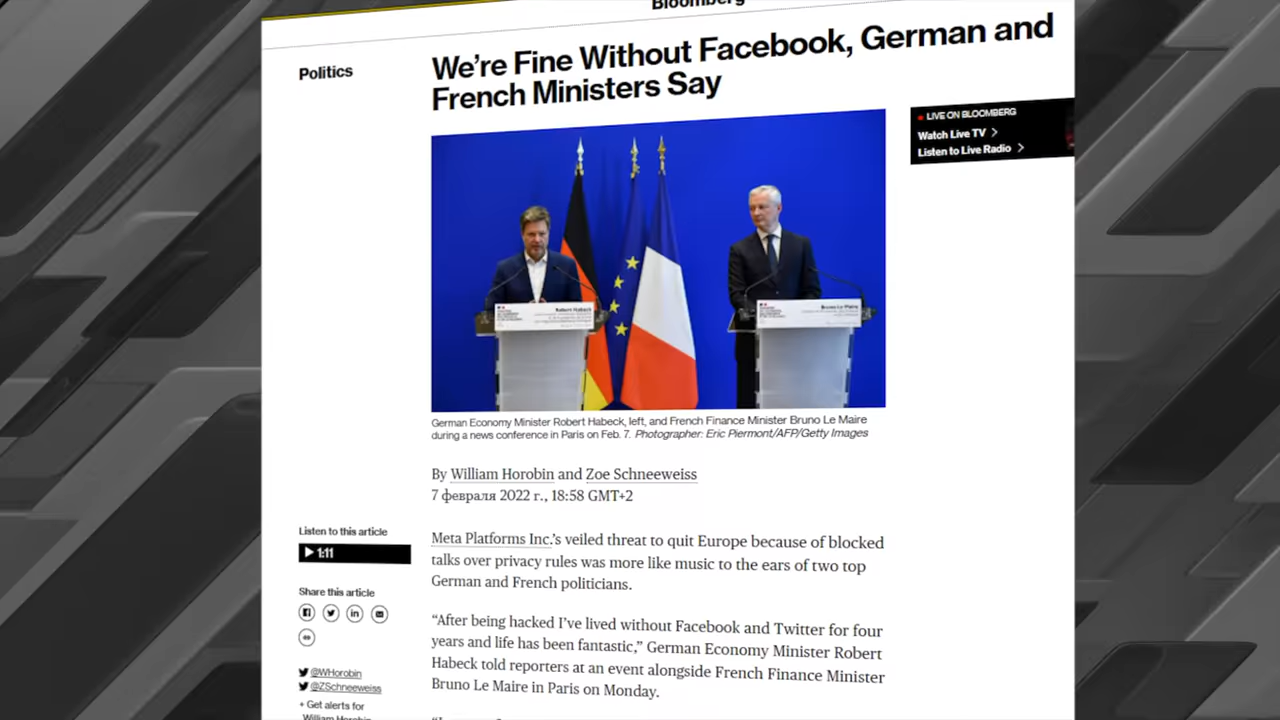 Bloomberg
Politics
We're Fine Without Facebook, German and
French Ministers Say
LIVE ON BLOOMBERG
Watch Live TV >
Listen to Live Radio >
Robert Habeck
Bruno Le Maire
German Economy Minister Robert Habeck, left, and French Finance Minister Bruno Le Maire
during a news conference in Paris on Feb. 7. Photographer: Eric Piermont/AFP/Getty Images
By William Horobin and Zoe Schneeweiss
7 февраля 2022 г., 18:58 GMT+2
Listen to this article
1:11
Share this article
@WHorobin
@ZSchneeweiss
+ Get alerts for
William Horobin
Meta Platforms Inc.'s veiled threat to quit Europe because of blocked
talks over privacy rules was more like music to the ears of two top
German and French politicians.
“After being hacked I've lived without Facebook and Twitter for four
years and life has been fantastic,” German Economy Minister Robert
Habeck told reporters at an event alongside French Finance Minister
Bruno Le Maire in Paris on Monday.